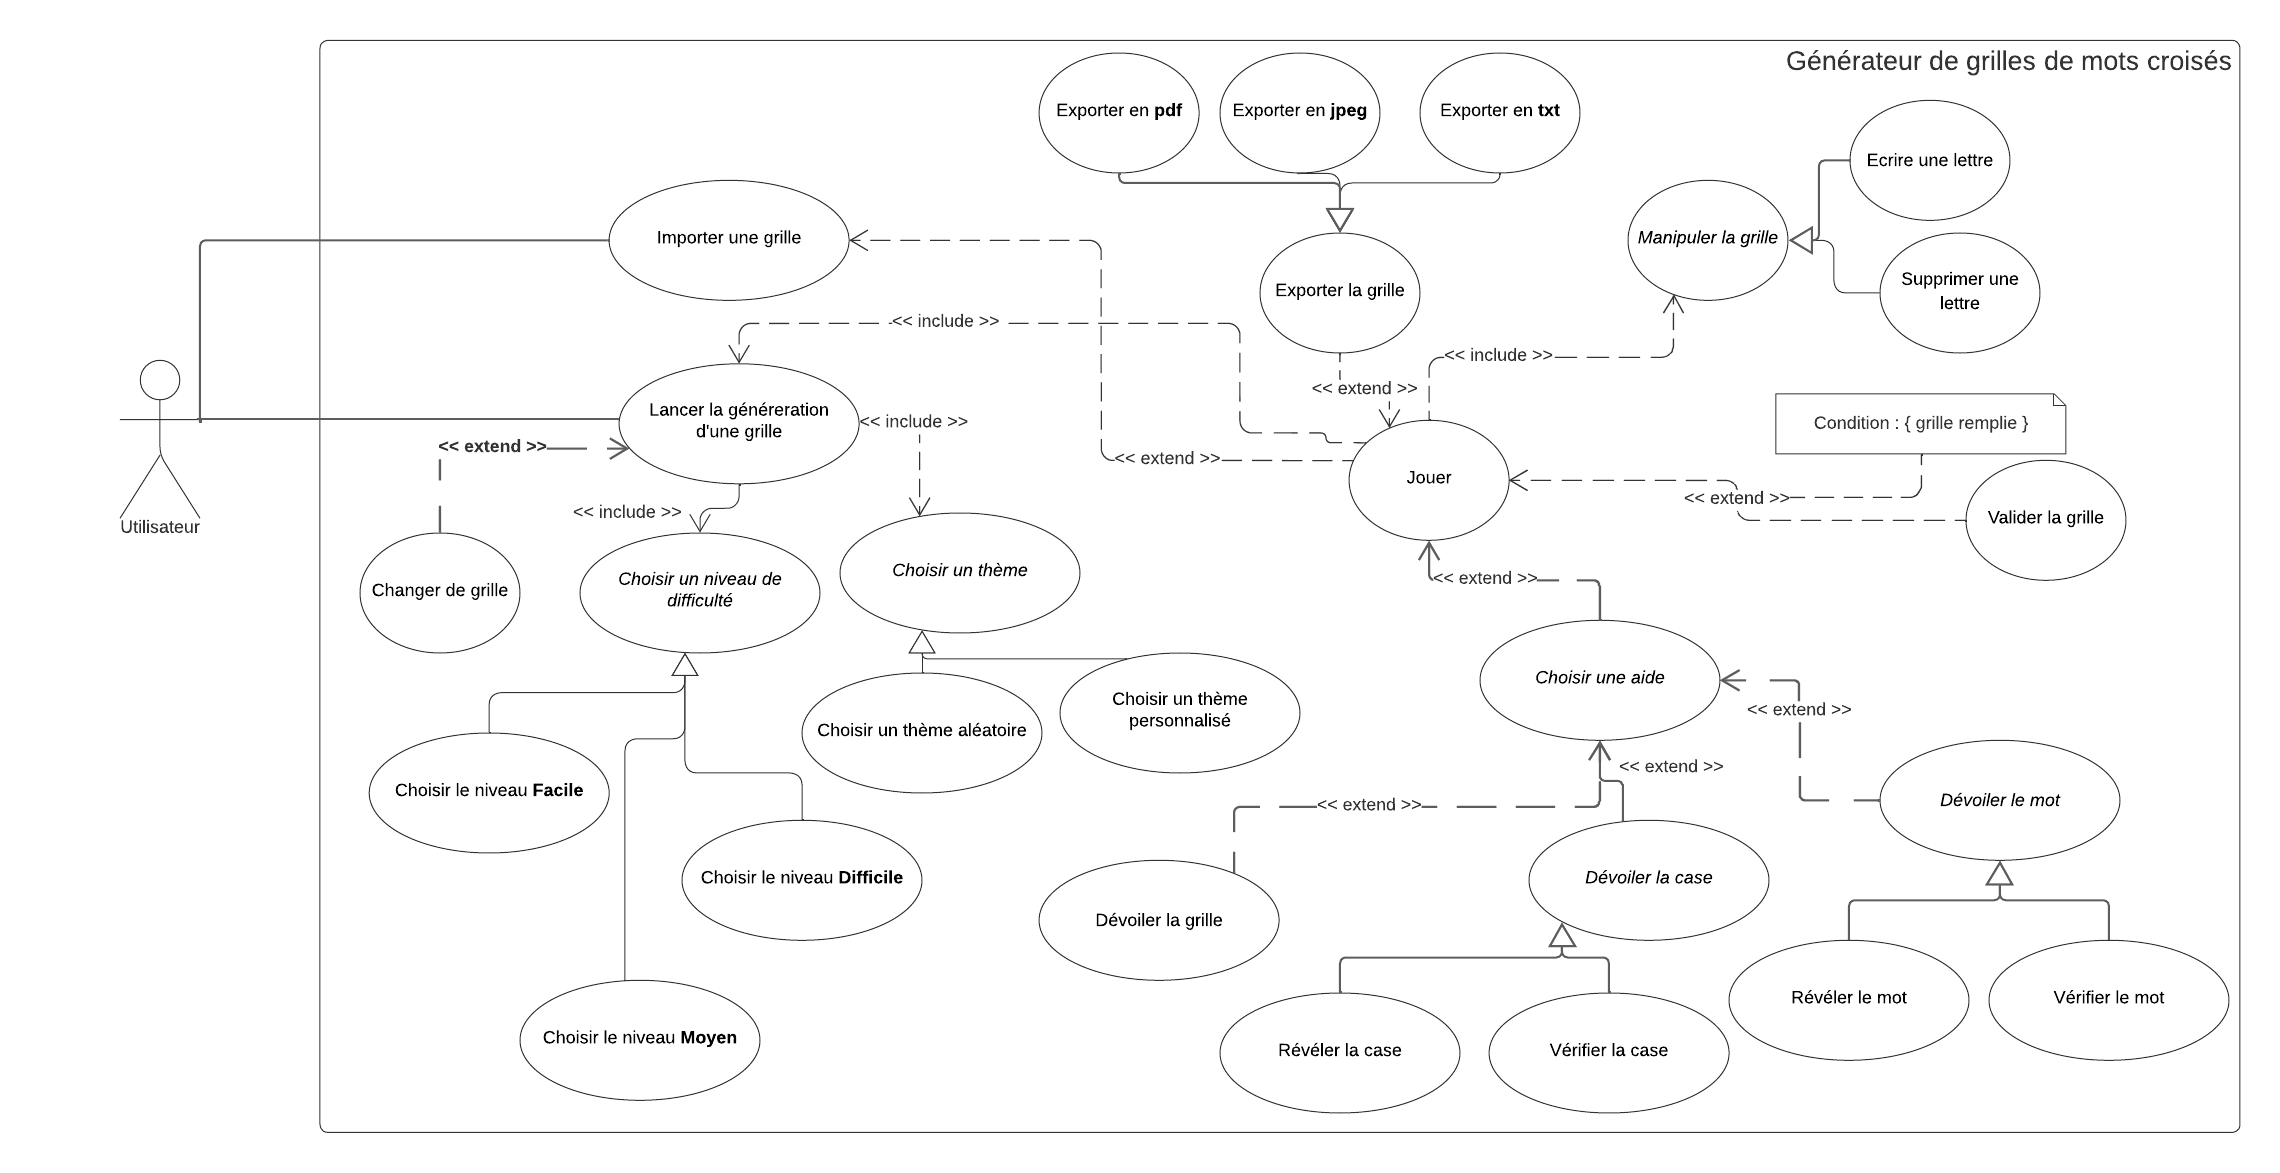 Générateur de grilles de mots croisés
Exporter en pdf
Exporter en jpeg
Exporter en txt
Ecrire une lettre
Importer une grille
Manipuler la grille
Exporter la grille
Supprimer une
lettre
<< include >>
<< include >>
<< extend >>
Lancer la génereration
d'une grille
<< include >>
Condition : { grille remplie }
<< extend >>
<< extend >>
Jouer
<< extend >>
Valider la grille
<< include >>
Utilisateur
Changer de grille
Choisir un niveau de
difficulté
Choisir un thème
<< extend >>
Choisir une aide
Choisir un thème
personnalisé
<< extend >>
Choisir un thème aléatoire
<< extend >>
Choisir le niveau Facile
<< extend >>
Dévoiler le mot
Choisir le niveau Difficile
Dévoiler la case
Dévoiler la grille
Révéler le mot
Vérifier le mot
Choisir le niveau Moyen
Révéler la case
Vérifier la case